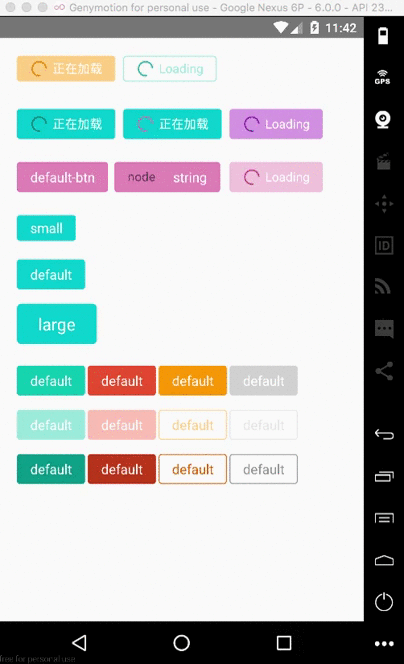 Genymotion for personal use - Google Nexus 6P - 6.0.0 - API 23...
11:42
正在加载 Loading
GPS
正在加载 正在加载 Loading
default-btn node string Loading
small
ID
default
large
default default default default
default default default default
default default default default
free for personal use